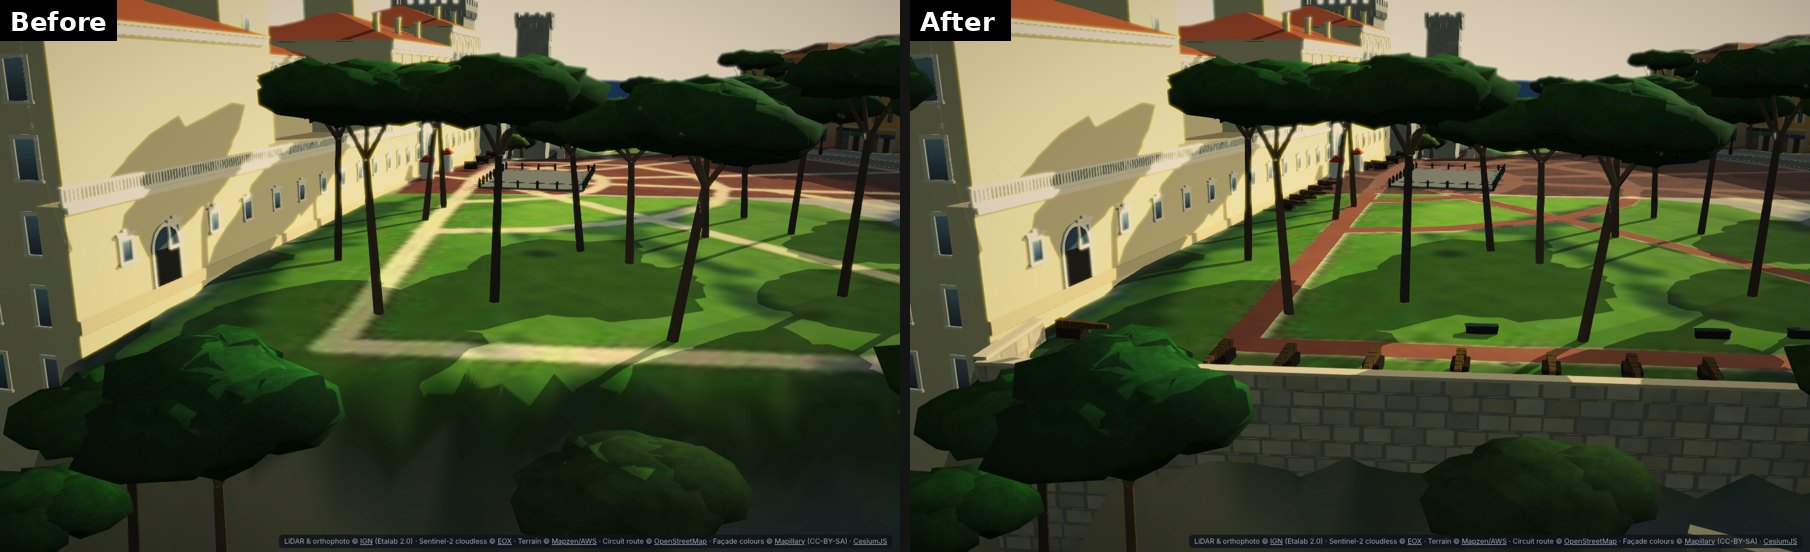 Before
After
LiDAR & orthophoto © IGN (Etalab 2.0) · Sentinel-2 cloudless © EOX · Terrain © Mapzen/AWS · Circuit route © OpenStreetMap · Façade colours © Mapillary (CC-BY-SA) · CesiumJS
LiDAR & orthophoto © IGN (Etalab 2.0) · Sentinel-2 cloudless © EOX · Terrain © Mapzen/AWS · Circuit route © OpenStreetMap · Façade colours © Mapillary (CC-BY-SA) · CesiumJS